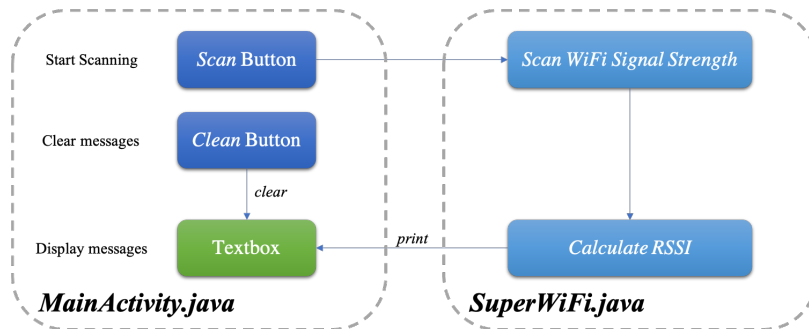 Start Scanning
Scan Button
Scan WiFi Signal Strength
Clear messages
Clean Button
clear
Display messages
Textbox
print
Calculate RSSI
MainActivity.java
SuperWiFi.java